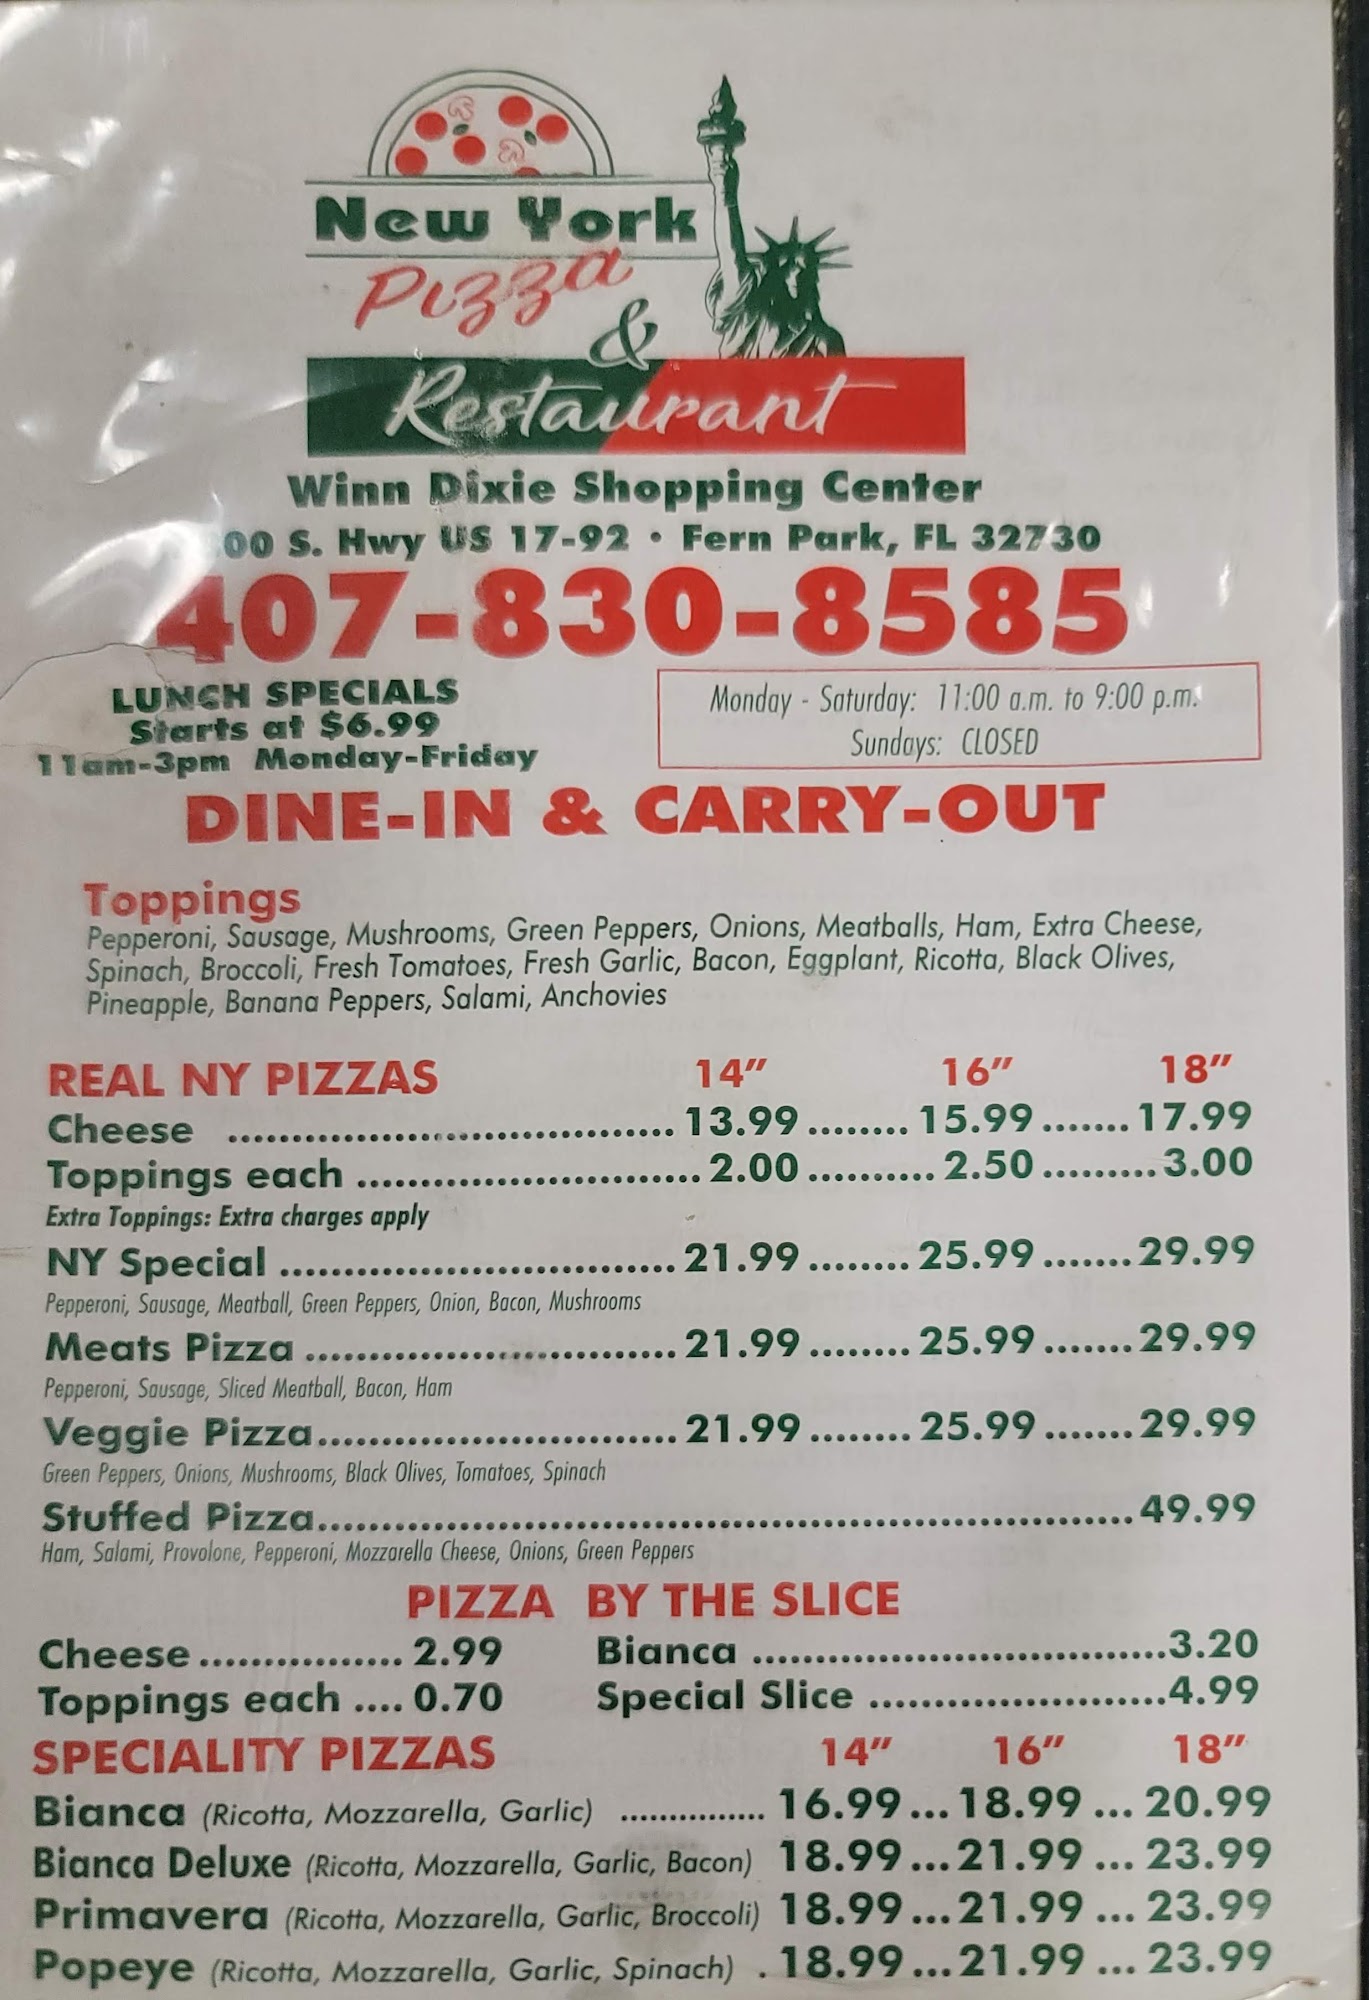 New York
Pizza
&
Restaurant
Winn Dixie Shopping Center
00 S. Hwy US 17-92 • Fern Park, FL 32730
407-830-8585
LUNCH SPECIALS
Starts at $6.99
11am-3pm Monday-Friday
Monday - Saturday: 11:00 a.m. to 9:00 p.m.
Sundays: CLOSED
DINE-IN & CARRY-OUT
Toppings
Pepperoni, Sausage, Mushrooms, Green Peppers, Onions, Meatballs, Ham, Extra Cheese,
Spinach, Broccoli, Fresh Tomatoes, Fresh Garlic, Bacon, Eggplant, Ricotta, Black Olives,
Pineapple, Banana Peppers, Salami, Anchovies
REAL NY PIZZAS 14” 16” 18”
Cheese ................................... 13.99 ........ 15.99 ....... 17.99
Toppings each ........................... 2.00 .......... 2.50 ......... 3.00
Extra Toppings: Extra charges apply
NY Special ............................... 21.99 ........ 25.99 ....... 29.99
Pepperoni, Sausage, Meatball, Green Peppers, Onion, Bacon, Mushrooms
Meats Pizza ............................. 21.99 ........ 25.99 ....... 29.99
Pepperoni, Sausage, Sliced Meatball, Bacon, Ham
Veggie Pizza............................ 21.99 ........ 25.99 ....... 29.99
Green Peppers, Onions, Mushrooms, Black Olives, Tomatoes, Spinach
Stuffed Pizza................................................................ 49.99
Ham, Salami, Provolone, Pepperoni, Mozzarella Cheese, Onions, Green Peppers
PIZZA BY THE SLICE
Cheese ................ 2.99 Bianca ................................3.20
Toppings each .... 0.70 Special Slice .......................4.99
SPECIALITY PIZZAS 14” 16” 18”
Bianca (Ricotta, Mozzarella, Garlic) ............... 16.99 ... 18.99 ... 20.99
Bianca Deluxe (Ricotta, Mozzarella, Garlic, Bacon) 18.99 ... 21.99 ... 23.99
Primavera (Ricotta, Mozzarella, Garlic, Broccoli) 18.99 ... 21.99 ... 23.99
Popeye (Ricotta, Mozzarella, Garlic, Spinach) . 18.99 ... 21.99 ... 23.99